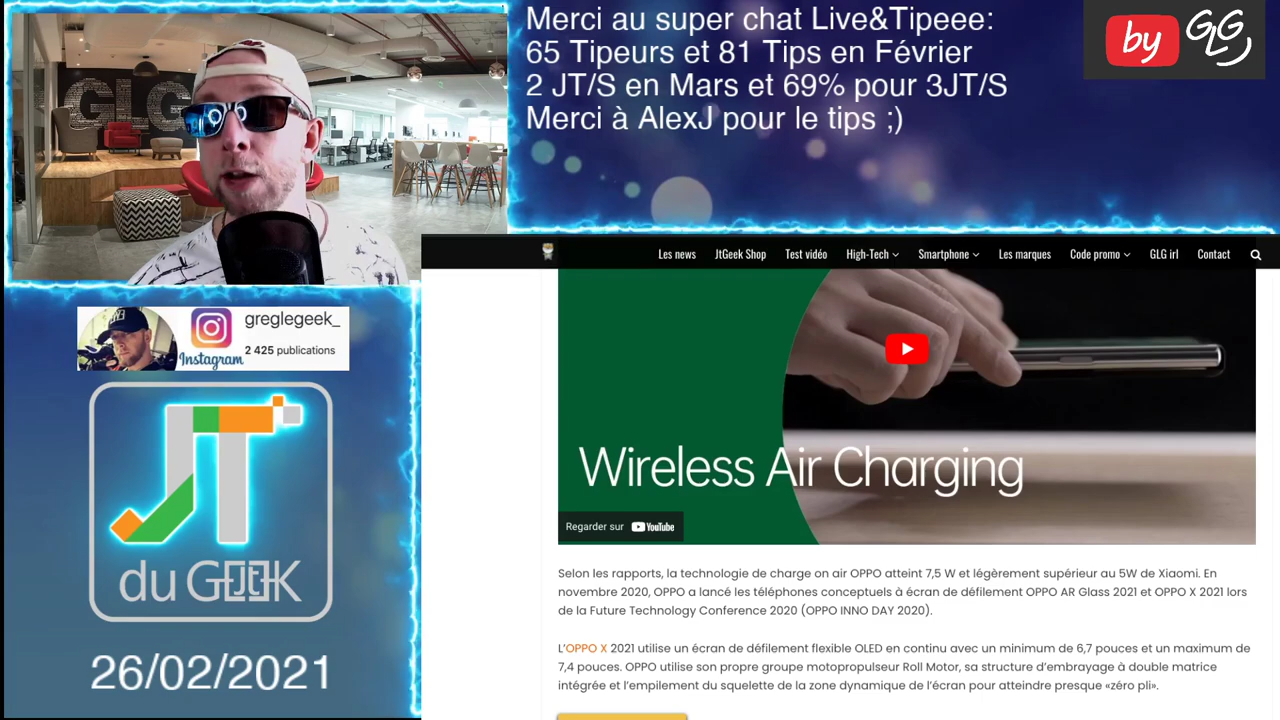 GLG
Merci au super chat Live&Tipeee:
65 Tipeurs et 81 Tips en Février
2 JT/S en Mars et 69% pour 3JT/S
Merci à AlexJ pour le tips ;)
by GLG
Les news JtGeek Shop Test vidéo High-Tech Smartphone Les marques Code promo GLG irl Contact
greglegeek_
Instagram
2 425 publications
JT
du GEEK
26/02/2021
Wireless Air Charging
Regarder sur YouTube
Selon les rapports, la technologie de charge on air OPPO atteint 7,5 W et légèrement supérieur au 5W de Xiaomi. En
novembre 2020, OPPO a lancé les téléphones conceptuels à écran de défilement OPPO AR Glass 2021 et OPPO X 2021 lors
de la Future Technology Conference 2020 (OPPO INNO DAY 2020).
L'OPPO X 2021 utilise un écran de défilement flexible OLED en continu avec un minimum de 6,7 pouces et un maximum de
7,4 pouces. OPPO utilise son propre groupe motopropulseur Roll Motor, sa structure d'embrayage à double matrice
intégrée et l'empilement du squelette de la zone dynamique de l'écran pour atteindre presque «zéro pli».